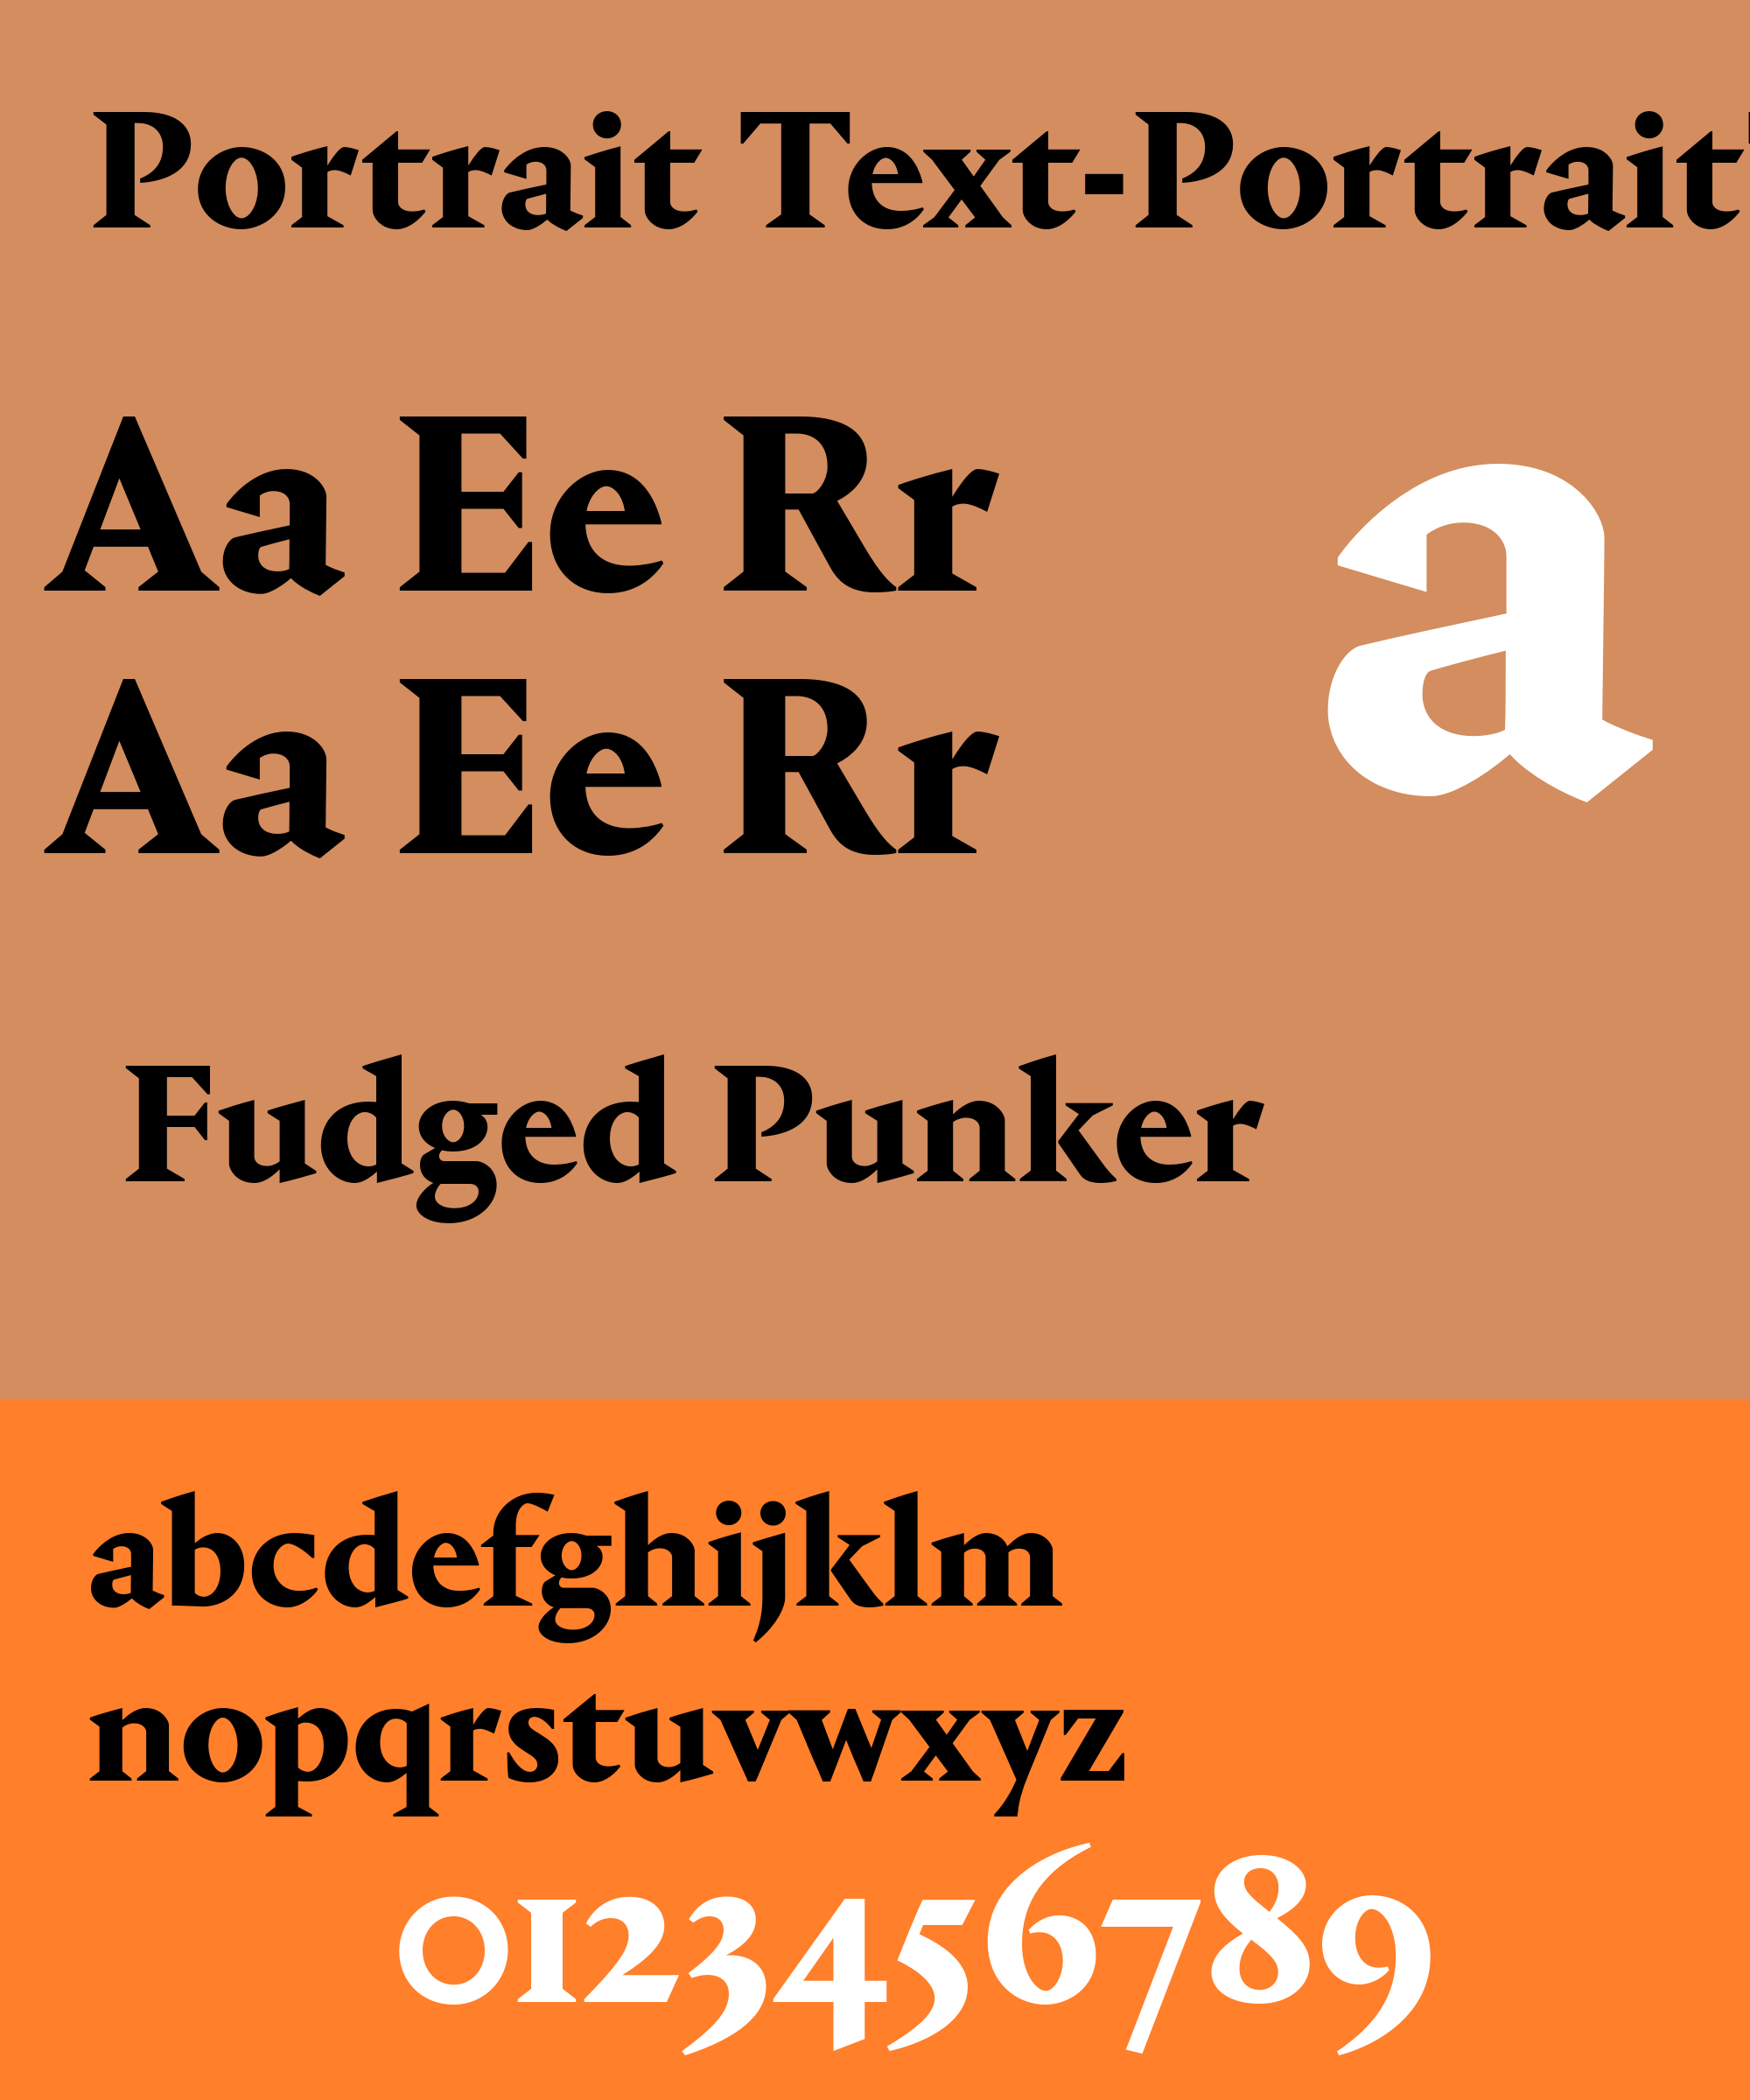 Portrait Text-Portrait
Aa Ee Rr
a
Aa Ee Rr
Fudged Punker
abcdefghijklm
nopqrstuvwxyz
0123456789